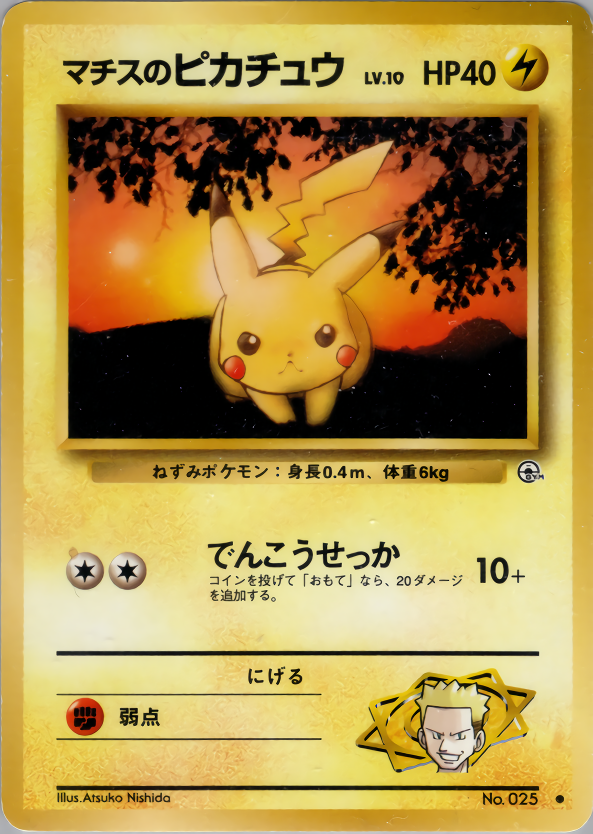 マチスのピカチュウ LV.10 HP40
ねずみポケモン：身長0.4m、体重6kg
GYM
でんこうせっか 10+
コインを投げて「おもて」なら、20ダメージ
を追加する。
にげる
弱点
Illus.Atsuko Nishida No. 025 ●